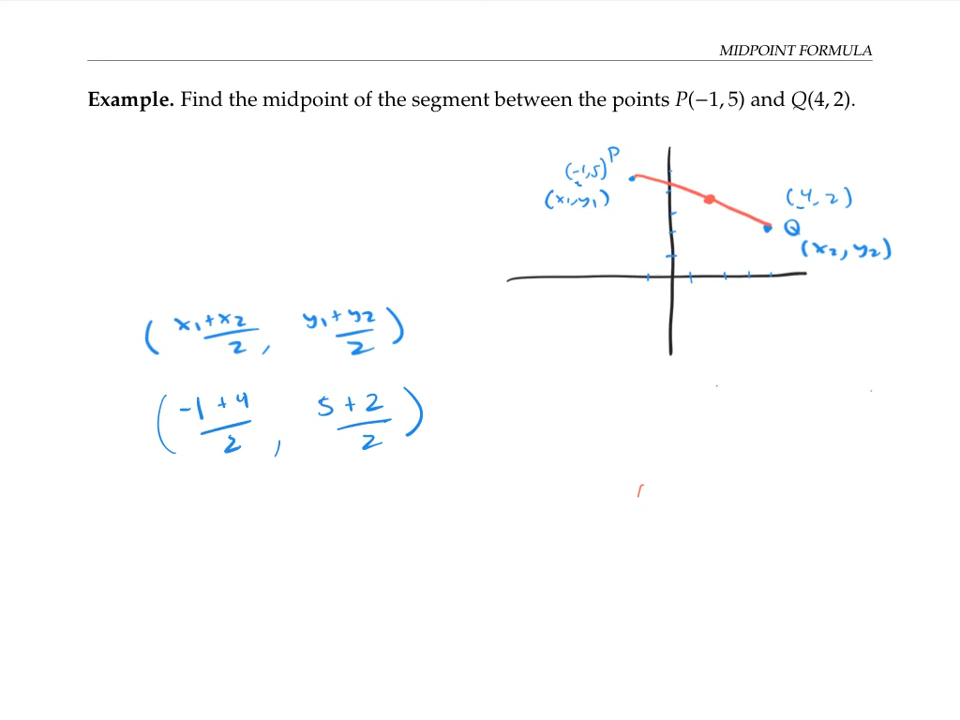 MIDPOINT FORMULA
Example. Find the midpoint of the segment between the points P(−1, 5) and Q(4, 2).
(-1,5) P
(x1,y1)
(4,2)
Q
(x2, y2)
( x1+x2/2, y1+y2/2 )
( -1+4/2, 5+2/2 )
(